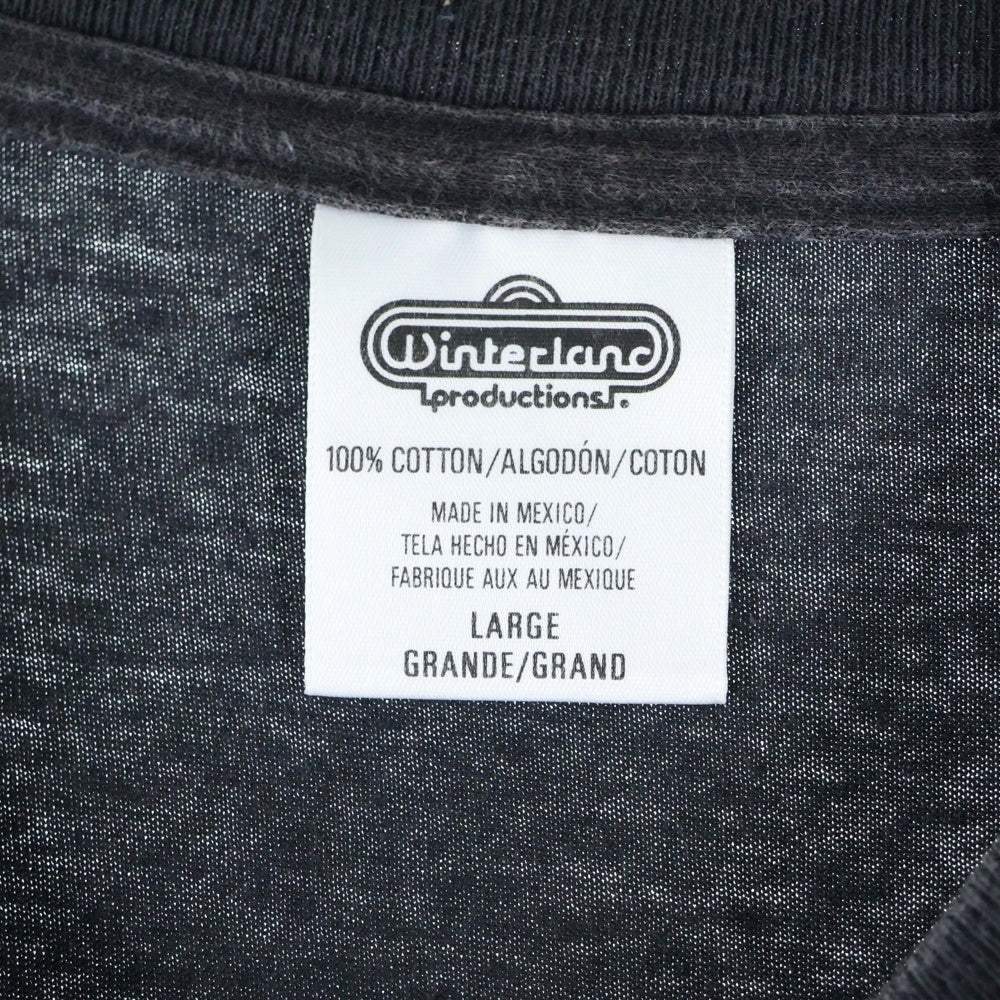 Winterland
productions.®
100% COTTON/ALGODÓN/COTON
MADE IN MEXICO/
TELA HECHO EN MÉXICO/
FABRIQUE AUX AU MEXIQUE
LARGE
GRANDE/GRAND